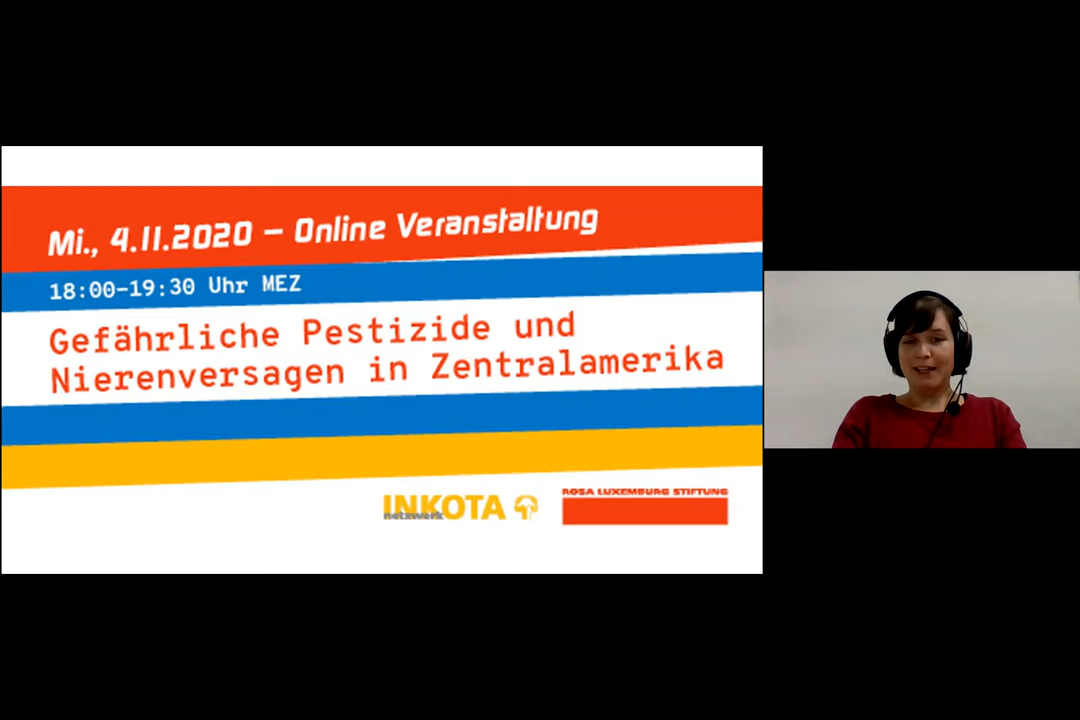 Mi., 4.11.2020 – Online Veranstaltung
18:00–19:30 Uhr MEZ
Gefährliche Pestizide und
Nierenversagen in Zentralamerika
INKOTA
netzwerk
ROSA LUXEMBURG STIFTUNG